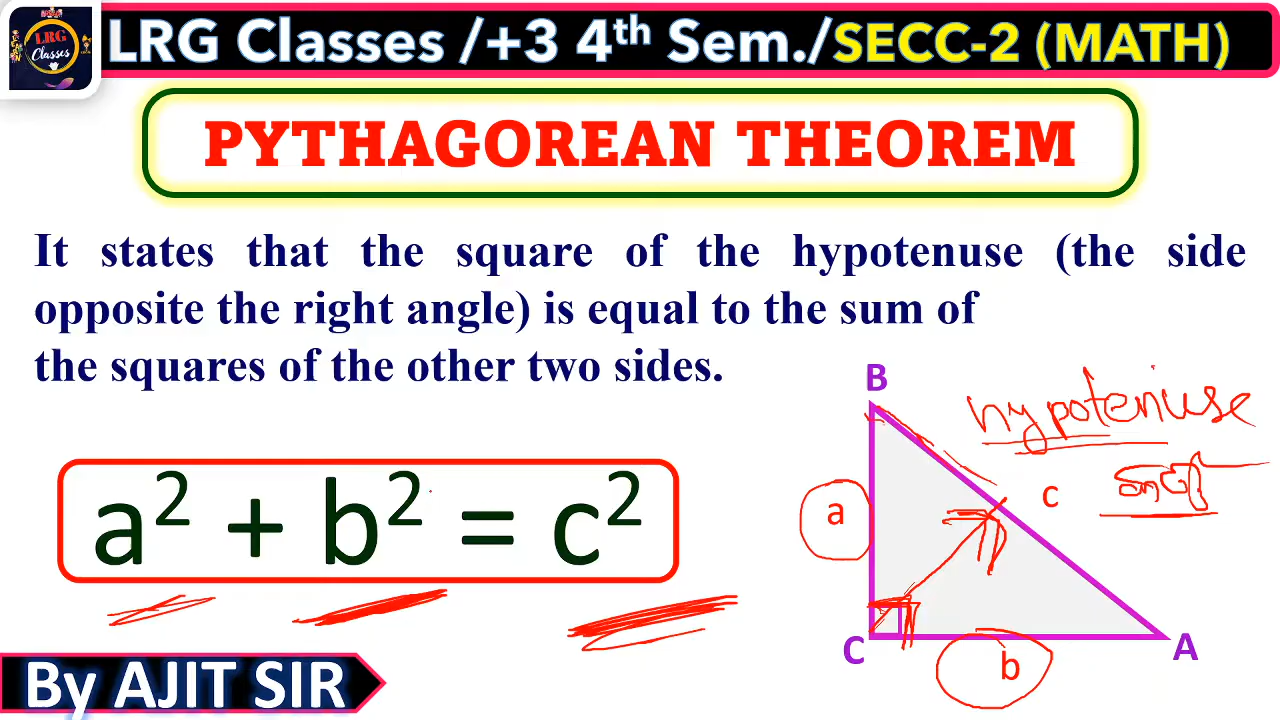 LRG Classes
LRG Classes /+3 4th Sem./SECC-2 (MATH)
PYTHAGOREAN THEOREM
It states that the square of the hypotenuse (the side
opposite the right angle) is equal to the sum of
the squares of the other two sides.
B
hypotenuse
a² + b² = c²
a
c
C
b
A
By AJIT SIR